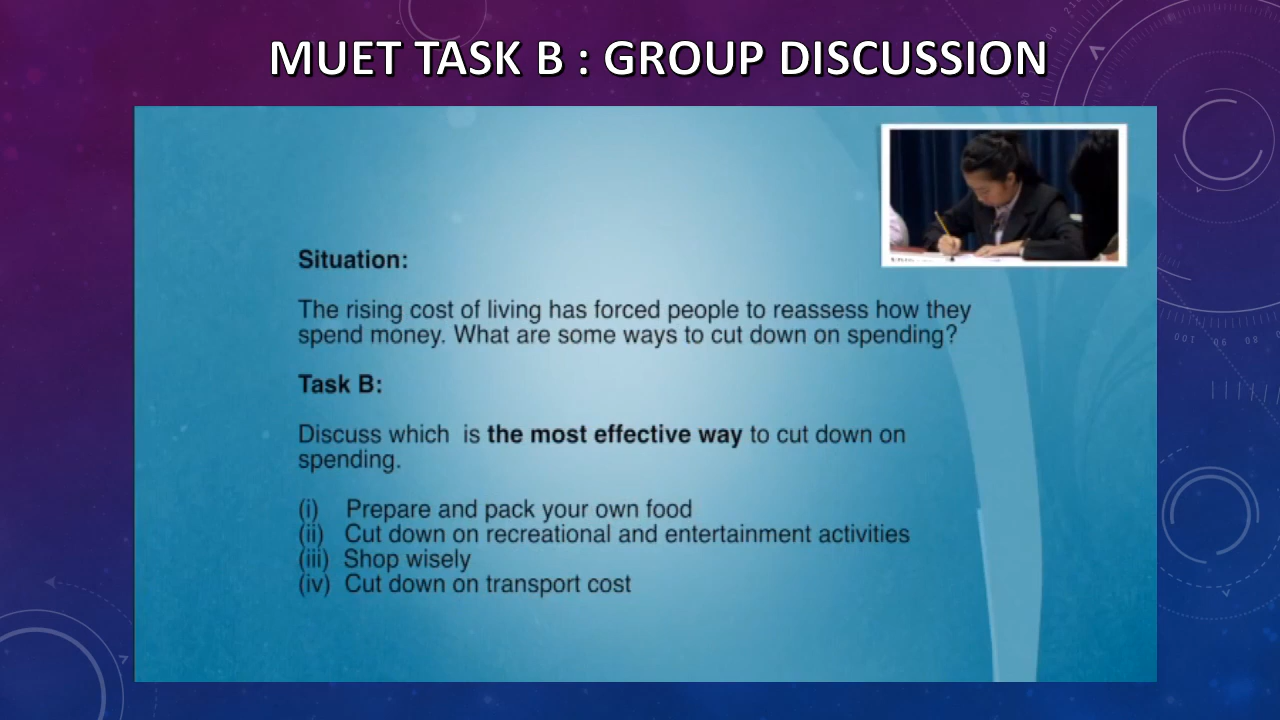 MUET TASK B : GROUP DISCUSSION
Situation:
The rising cost of living has forced people to reassess how they
spend money. What are some ways to cut down on spending?
Task B:
Discuss which is the most effective way to cut down on
spending.
(i) Prepare and pack your own food
(ii) Cut down on recreational and entertainment activities
(iii) Shop wisely
(iv) Cut down on transport cost